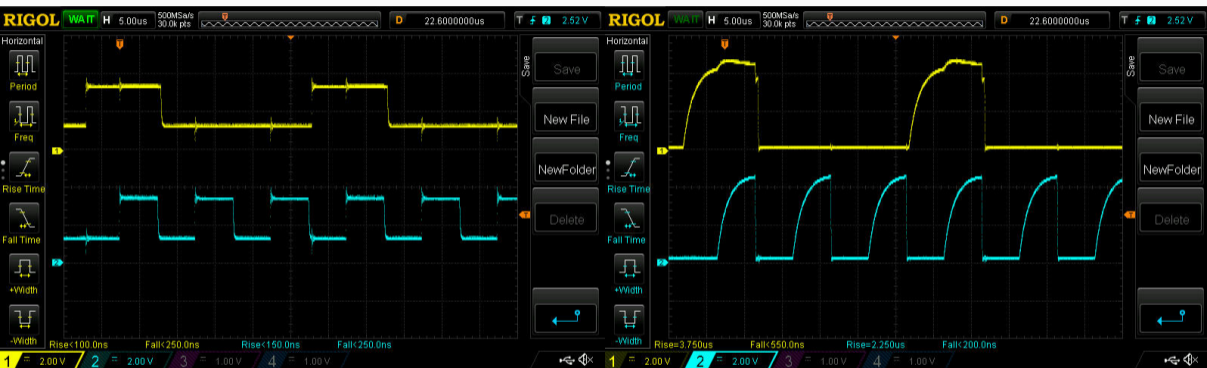 RIGOL WAIT H 5.00us 500MSa/s 30.0k pts D 22.6000000us T 2 2.52 V
Horizontal
Period
Freq
Rise Time
Fall Time
+Width
-Width
1
2
T
T
Save
Save
New File
NewFolder
Delete
Rise<100.0ns Fall<250.0ns Rise<150.0ns Fall<250.0ns
1 = 2.00 V 2 = 2.00 V 3 = 1.00 V 4 = 1.00 V
RIGOL WAIT H 5.00us 500MSa/s 30.0k pts D 22.6000000us T 2 2.52 V
Horizontal
Period
Freq
Rise Time
Fall Time
+Width
-Width
1
2
T
T
Save
Save
New File
NewFolder
Delete
Rise=3.750us Fall<550.0ns Rise=2.250us Fall<200.0ns
1 = 2.00 V 2 = 2.00 V 3 = 1.00 V 4 = 1.00 V